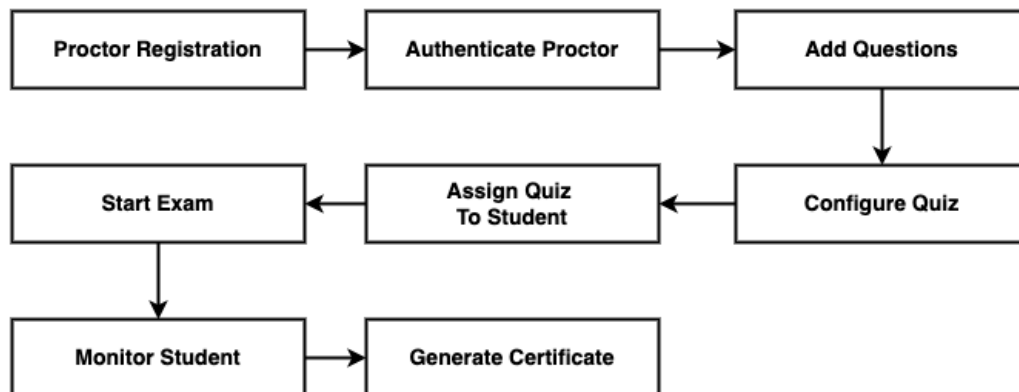 Proctor Registration
Authenticate Proctor
Add Questions
Start Exam
Assign Quiz
To Student
Configure Quiz
Monitor Student
Generate Certificate